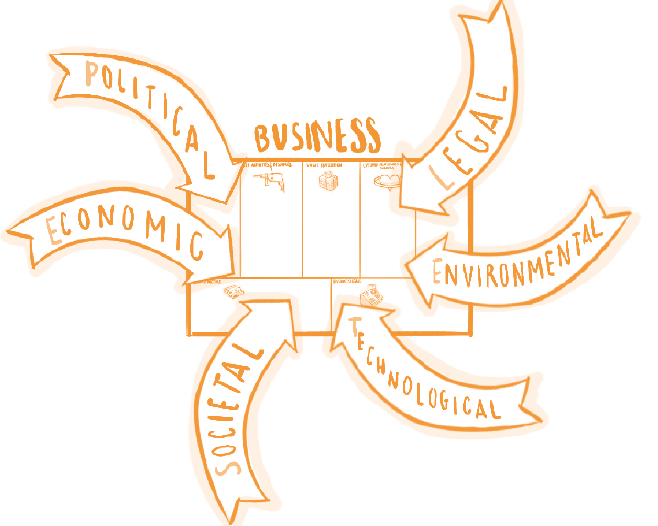 BUSINESS
POLITICAL
ECONOMIC
SOCIETAL
TECHNOLOGICAL
ENVIRONMENTAL
LEGAL